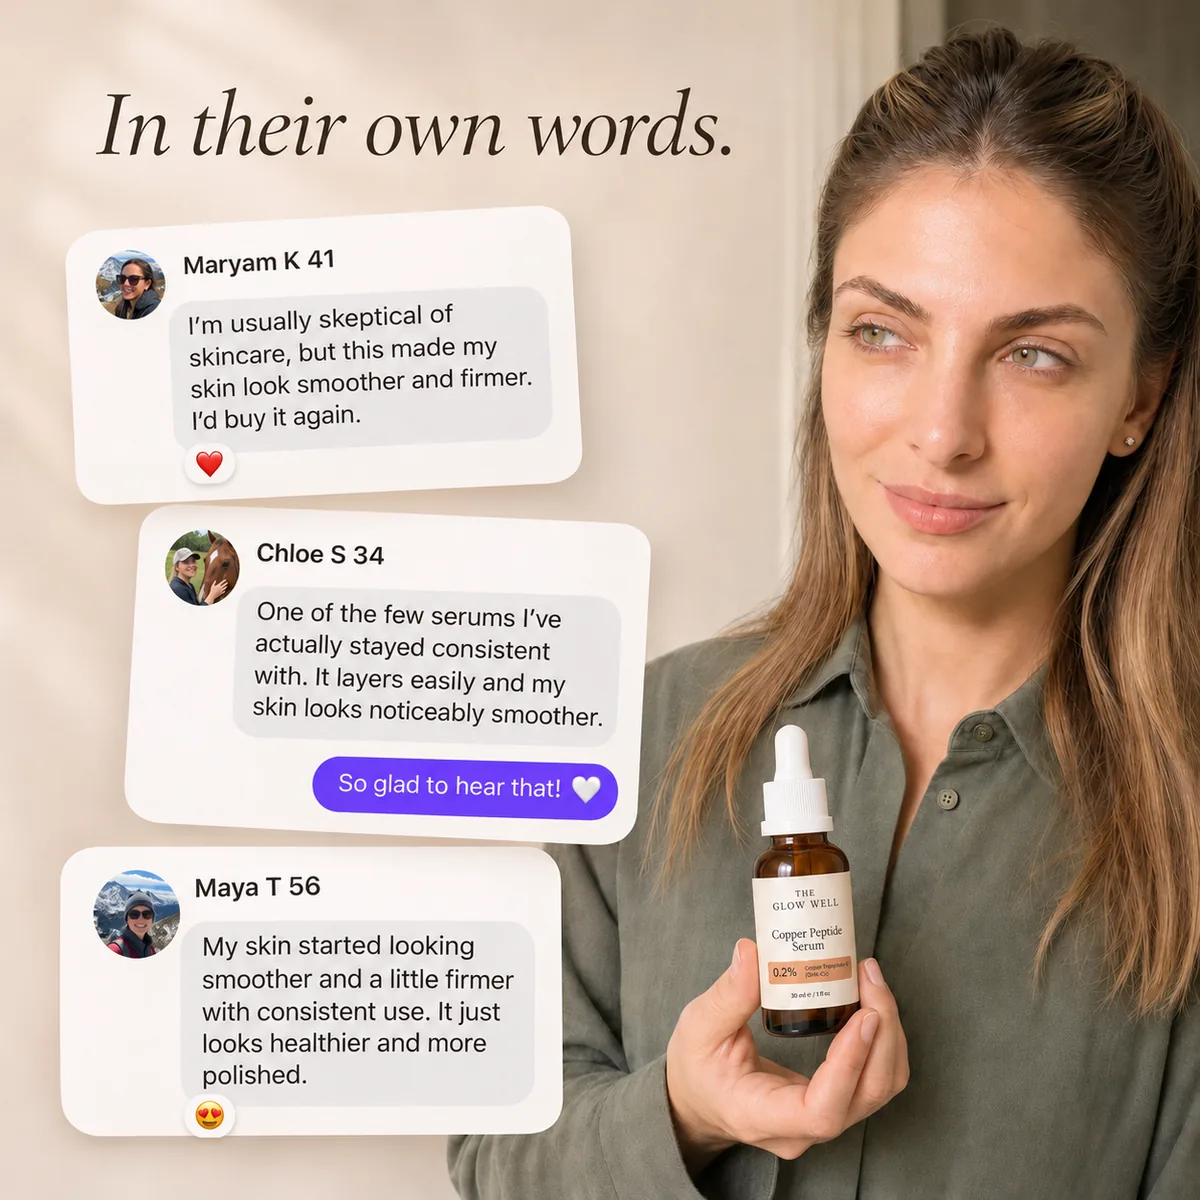 In their own words.
Maryam K 41
I’m usually skeptical of
skincare, but this made my
skin look smoother and firmer.
I’d buy it again.
Chloe S 34
One of the few serums I’ve
actually stayed consistent
with. It layers easily and my
skin looks noticeably smoother.
So glad to hear that!
Maya T 56
My skin started looking
smoother and a little firmer
with consistent use. It just
looks healthier and more
polished.
THE
GLOW WELL
Copper Peptide
Serum
0.2%
Copper
(GHK-Cu)
30 ml e / 1 fl oz